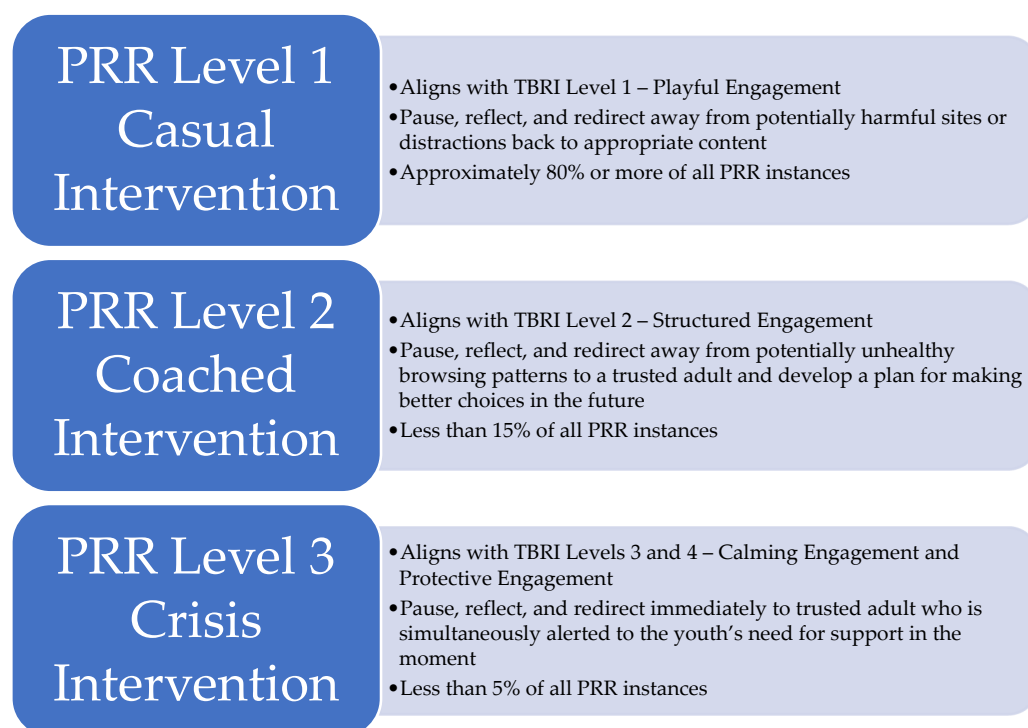 PRR Level 1
Casual
Intervention
•Aligns with TBRI Level 1 – Playful Engagement
•Pause, reflect, and redirect away from potentially harmful sites or
distractions back to appropriate content
•Approximately 80% or more of all PRR instances
PRR Level 2
Coached
Intervention
•Aligns with TBRI Level 2 – Structured Engagement
•Pause, reflect, and redirect away from potentially unhealthy
browsing patterns to a trusted adult and develop a plan for making
better choices in the future
•Less than 15% of all PRR instances
PRR Level 3
Crisis
Intervention
•Aligns with TBRI Levels 3 and 4 – Calming Engagement and
Protective Engagement
•Pause, reflect, and redirect immediately to trusted adult who is
simultaneously alerted to the youth’s need for support in the
moment
•Less than 5% of all PRR instances